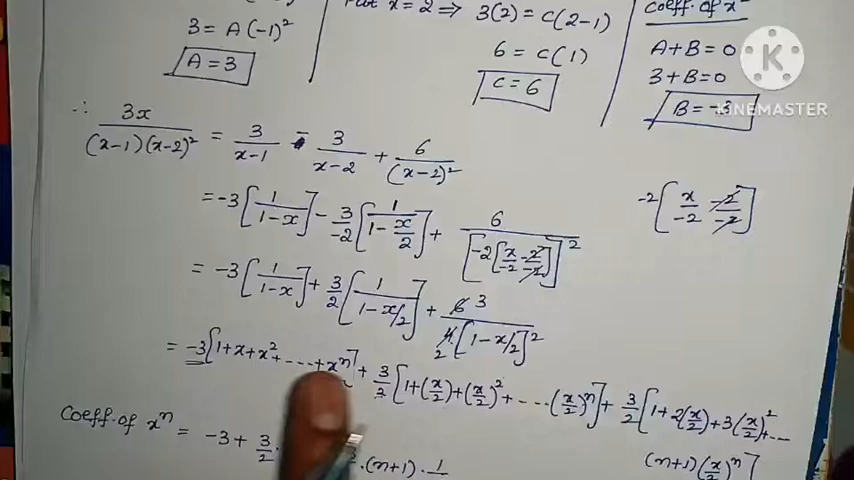 3 = A(-1)²
A = 3
Put x = 2 ⇒ 3(2) = C(2-1)
6 = C(1)
C = 6
Coeff. of x²
A+B = 0
3+B = 0
B = -3
K
KINEMASTER
∴ 3x/((x-1)(x-2)²) = 3/(x-1) - 3/(x-2) + 6/(x-2)²
= -3[1/(1-x)] - 3/-2 [1/(1 - x/2)] + 6/[-2[x/-2 - 2/-2]]²
-2[x/-2 - 2/-2]
= -3[1/(1-x)] + 3/2 [1/(1-x/2)] + 6 3/4 2 [1-x/2]²
= -3[1+x+x²+----+xⁿ] + 3/2 [1+(x/2)+(x/2)²+----(x/2)ⁿ] + 3/2 [1+2(x/2)+3(x/2)²+----
(n+1)(x/2)ⁿ]
Coeff. of xⁿ = -3 + 3/2 . (n+1) . 1